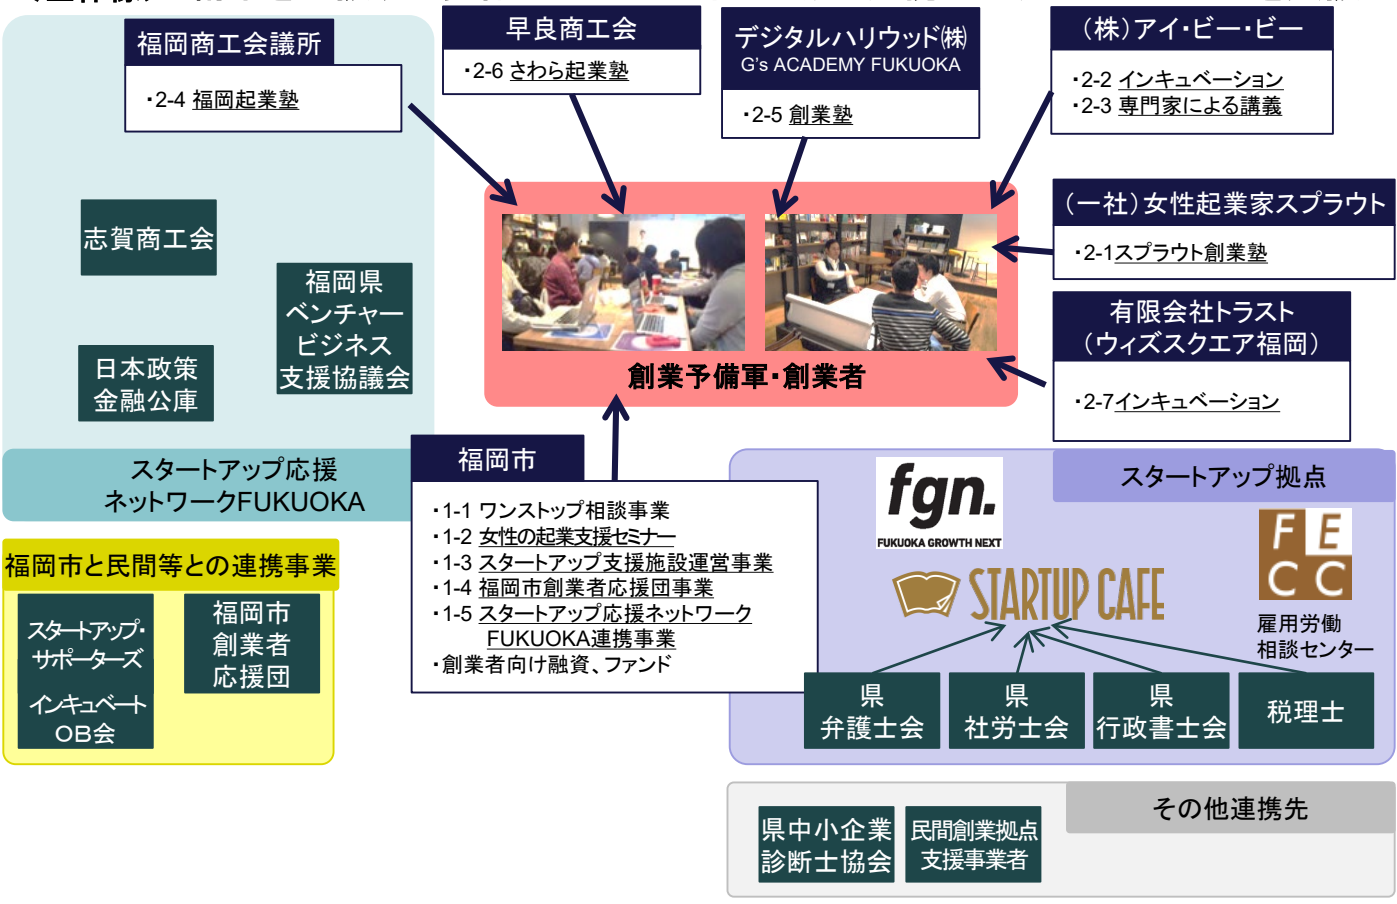 福岡商工会議所
・2-4 福岡起業塾
早良商工会
・2-6 さわら起業塾
デジタルハリウッド㈱
G's ACADEMY FUKUOKA
・2-5 創業塾
（株）アイ・ビー・ビー
・2-2 インキュベーション
・2-3 専門家による講義
（一社）女性起業家スプラウト
・2-1スプラウト創業塾
有限会社トラスト
（ウィズスクエア福岡）
・2-7インキュベーション
志賀商工会
福岡県
ベンチャー
ビジネス
支援協議会
日本政策
金融公庫
スタートアップ応援
ネットワークFUKUOKA
創業予備軍・創業者
福岡市
・1-1 ワンストップ相談事業
・1-2 女性の起業支援セミナー
・1-3 スタートアップ支援施設運営事業
・1-4 福岡市創業者応援団事業
・1-5 スタートアップ応援ネットワーク
FUKUOKA連携事業
・創業者向け融資、ファンド
福岡市と民間等との連携事業
スタートアップ・
サポーターズ
インキュベート
ＯＢ会
福岡市
創業者
応援団
スタートアップ拠点
fgn.
FUKUOKA GROWTH NEXT
STARTUP CAFE
FE
CC
雇用労働
相談センター
県
弁護士会
県
社労士会
県
行政書士会
税理士
その他連携先
県中小企業
診断士協会
民間創業拠点
支援事業者